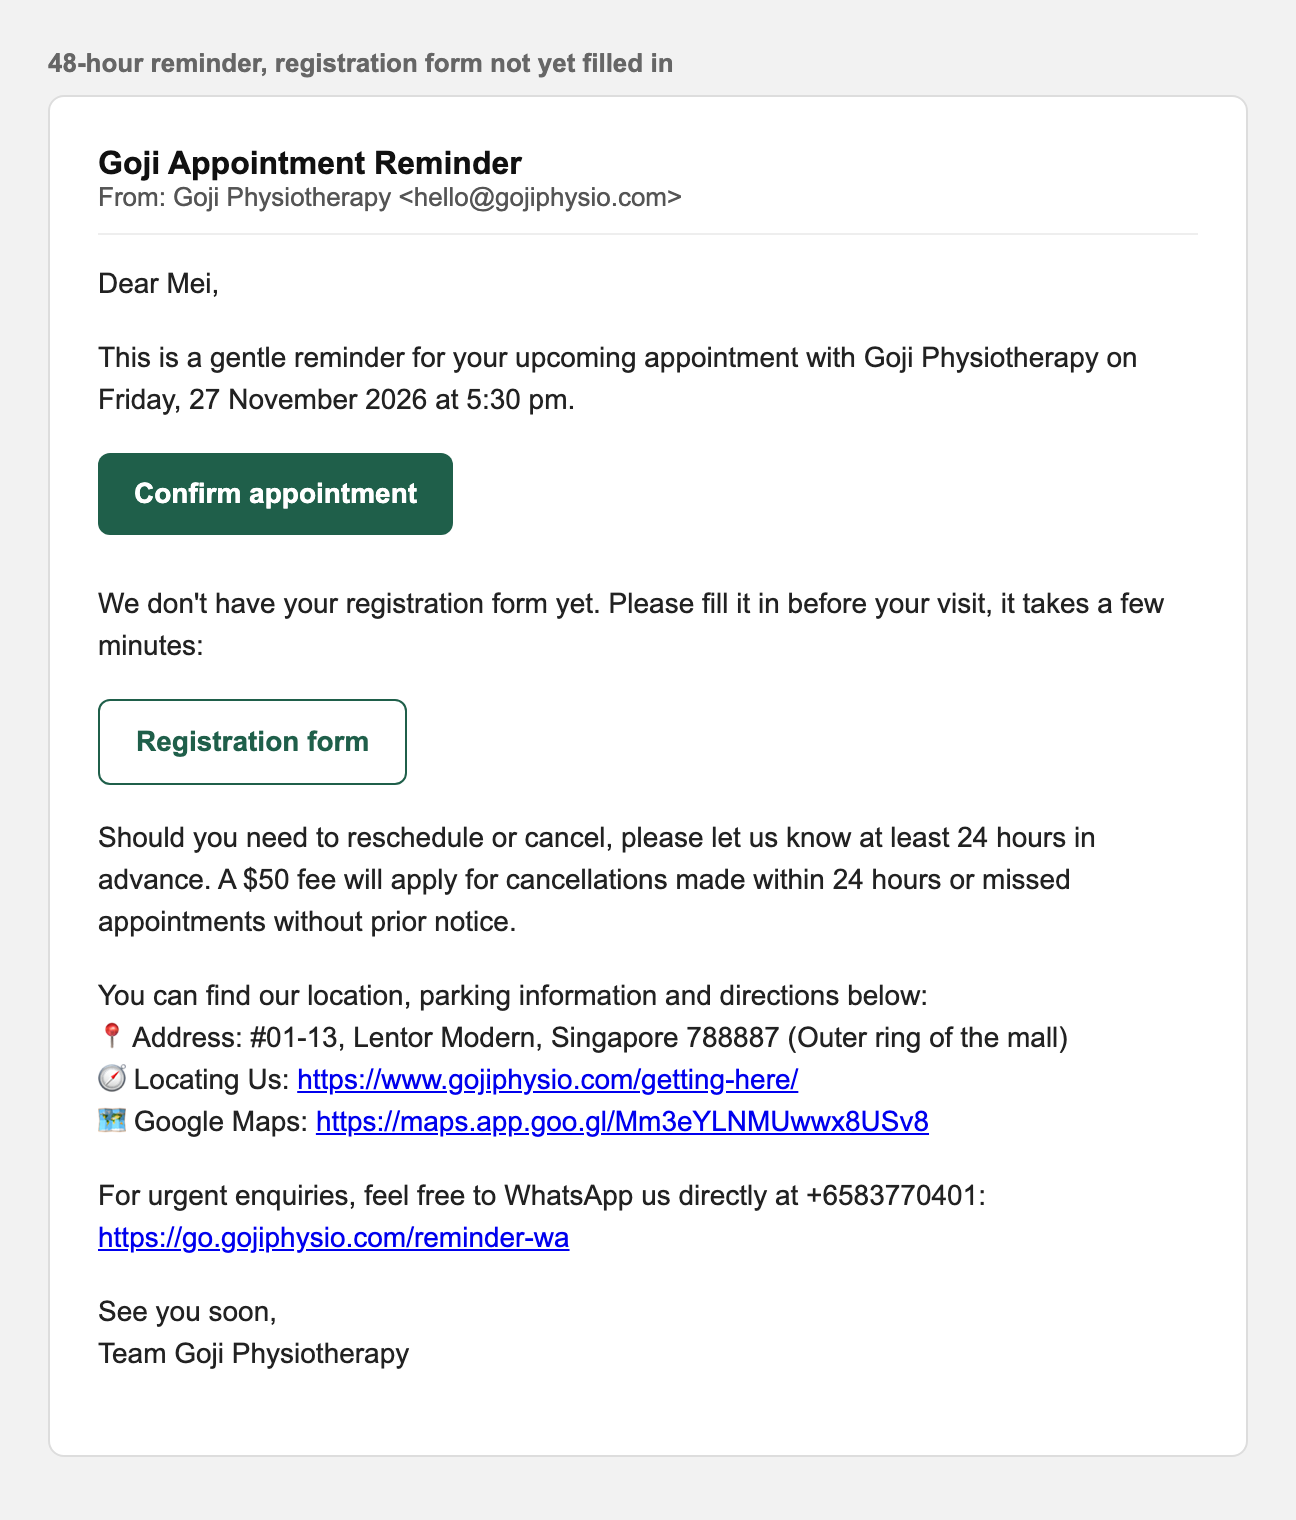 48-hour reminder, registration form not yet filled in
Goji Appointment Reminder
From: Goji Physiotherapy <hello@gojiphysio.com>
Dear Mei,
This is a gentle reminder for your upcoming appointment with Goji Physiotherapy on
Friday, 27 November 2026 at 5:30 pm.
Confirm appointment
We don't have your registration form yet. Please fill it in before your visit, it takes a few
minutes:
Registration form
Should you need to reschedule or cancel, please let us know at least 24 hours in
advance. A $50 fee will apply for cancellations made within 24 hours or missed
appointments without prior notice.
You can find our location, parking information and directions below:
📍 Address: #01-13, Lentor Modern, Singapore 788887 (Outer ring of the mall)
🧭 Locating Us: https://www.gojiphysio.com/getting-here/
🗺️ Google Maps: https://maps.app.goo.gl/Mm3eYLNMUwwx8USv8
For urgent enquiries, feel free to WhatsApp us directly at +6583770401:
https://go.gojiphysio.com/reminder-wa
See you soon,
Team Goji Physiotherapy